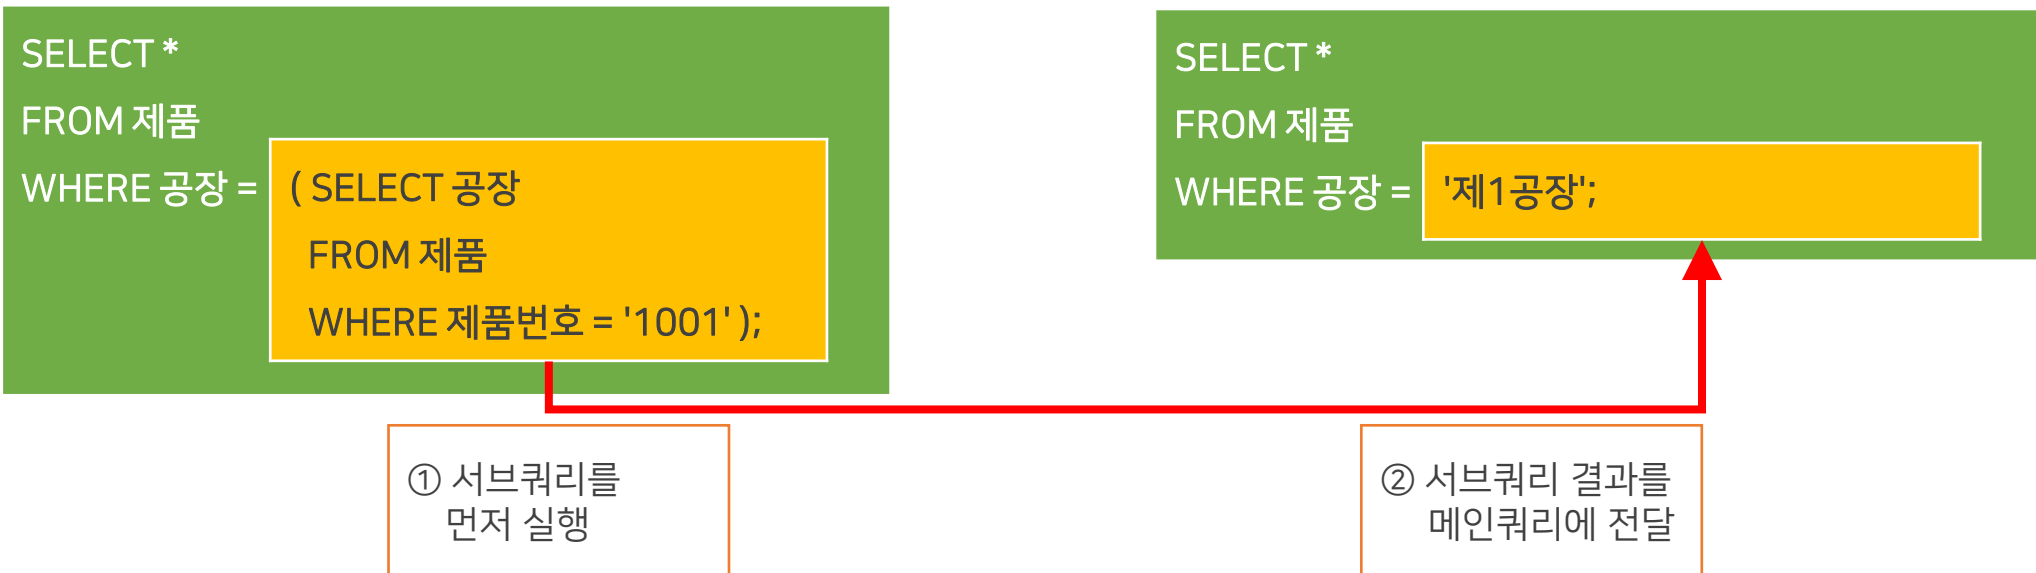 SELECT *
FROM 제품
WHERE 공장 =
( SELECT 공장
FROM 제품
WHERE 제품번호 = '1001' );
① 서브쿼리를
먼저 실행
SELECT *
FROM 제품
WHERE 공장 = '제1공장';
② 서브쿼리 결과를
메인쿼리에 전달